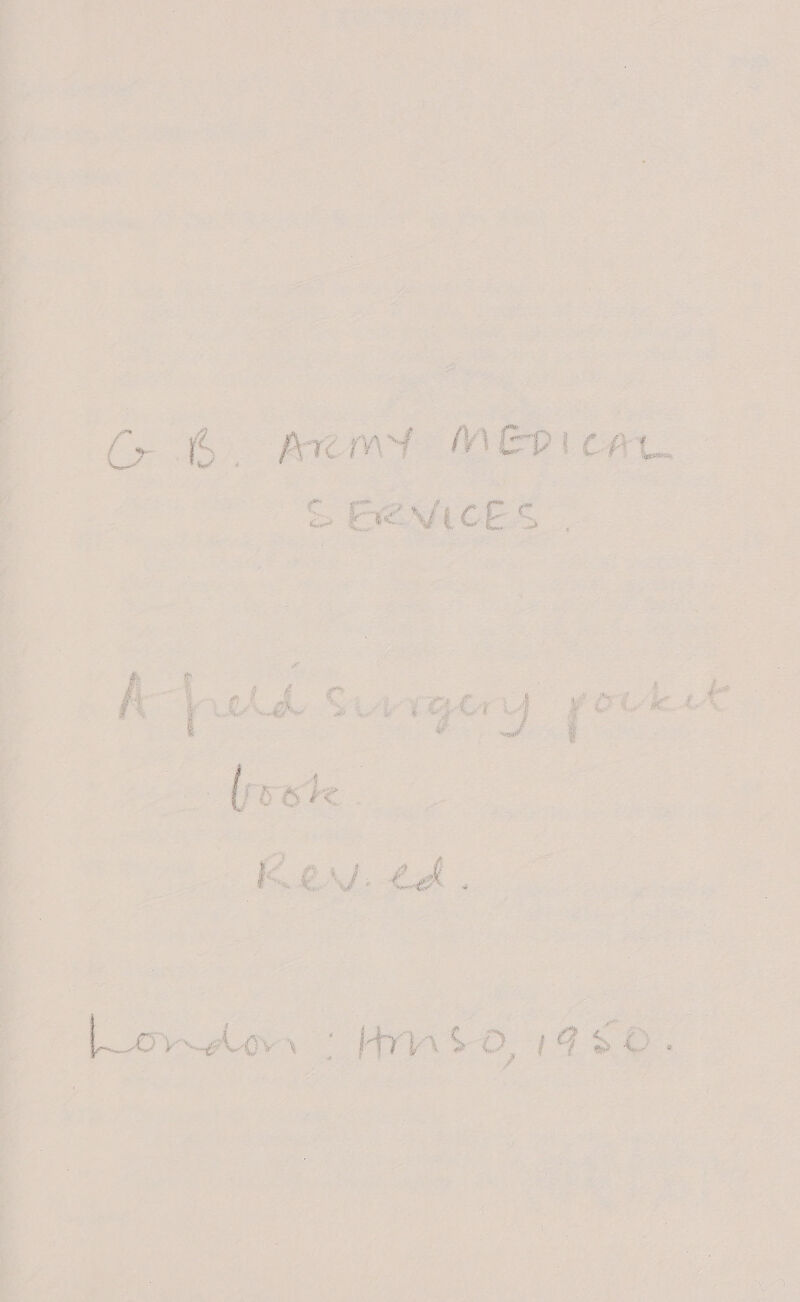 G B. ARMY MEDICAL
SERVICES.
A field surgery pocket
book.
Rev. ed.
London : HMSO, 1950.